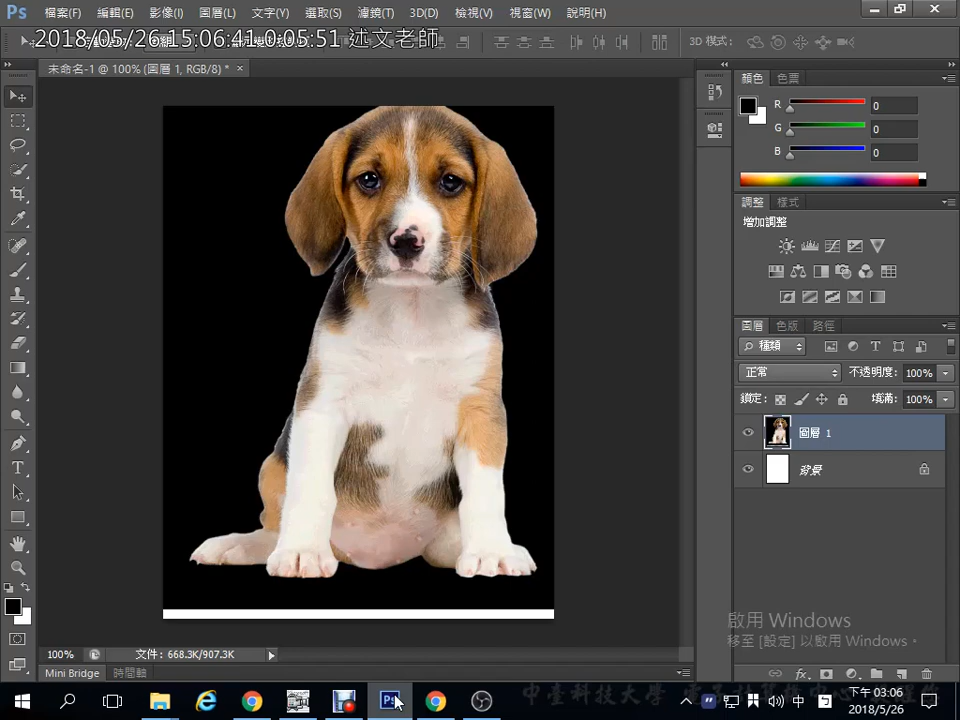 Ps 檔案(F) 編輯(E) 影像(I) 圖層(L) 文字(Y) 選取(S) 濾鏡(T) 3D(D) 檢視(V) 視窗(W) 說明(H)
2018/05/26 15:06:41 0:05:51 述文老師
3D 模式:
未命名-1 @ 100% (圖層 1, RGB/8) * ×
顏色 色票
R 0
G 0
B 0
調整 樣式
增加調整
圖層 色版 路徑
種類
正常 不透明度: 100%
鎖定: 填滿: 100%
圖層 1
背景
啟用 Windows
移至 [設定] 以啟用 Windows。
100% 文件: 668.3K/907.3K
Mini Bridge 時間軸
中臺科技大學
中 下午 03:06
2018/5/26